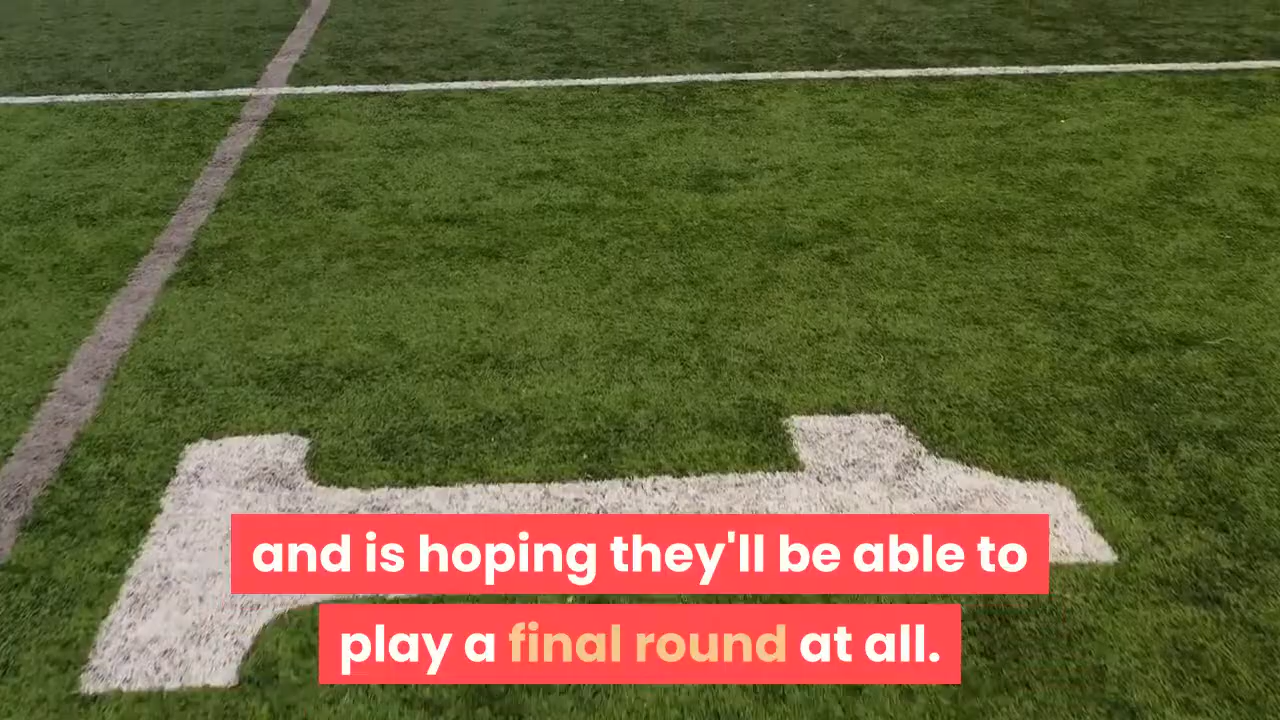 and is hoping they'll be able to
play a final round at all.